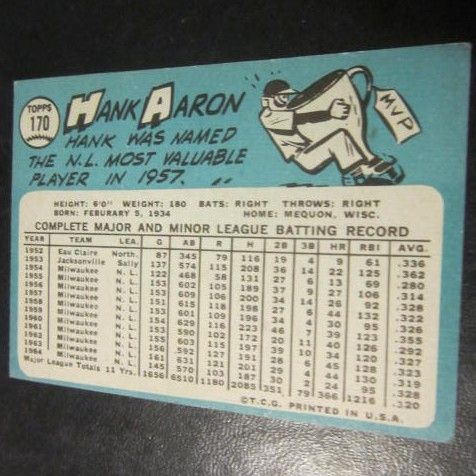 TOPPS
170
HANK AARON
HANK WAS NAMED
THE N.L. MOST VALUABLE
PLAYER IN 1957.
MVP
HEIGHT: 6'0" WEIGHT: 180 BATS: RIGHT THROWS: RIGHT
BORN: FEBURARY 5, 1934 HOME: MEQUON, WISC.
COMPLETE MAJOR AND MINOR LEAGUE BATTING RECORD
YEAR TEAM LEA. G AB R H 2B 3B HR RBI AVG.
1952 Eau Claire North. 87 345 79 116 19 4 9 61 .336
1953 Jacksonville Sally 137 574 115 208 36 14 22 125 .362
1954 Milwaukee N.L. 122 468 58 131 27 6 13 69 .280
1955 Milwaukee N.L. 153 602 105 189 37 9 27 106 .314
1956 Milwaukee N.L. 153 609 106 200 34 14 26 92 .328
1957 Milwaukee N.L. 151 615 118 198 27 6 44 132 .322
1958 Milwaukee N.L. 153 601 109 196 34 4 30 95 .326
1959 Milwaukee N.L. 154 629 116 223 46 7 39 123 .355
1960 Milwaukee N.L. 153 590 102 172 20 11 40 126 .292
1961 Milwaukee N.L. 155 603 115 197 39 10 34 120 .327
1962 Milwaukee N.L. 156 592 127 191 28 6 45 128 .323
1963 Milwaukee N.L. 161 631 121 201 29 4 44 130 .319
1964 Milwaukee N.L. 145 570 103 187 30 2 24 95 .328
Major League Totals 11 Yrs. 1656 6510 1180 2085 351 79 366 1216 .320
©T.C.G. PRINTED IN U.S.A.